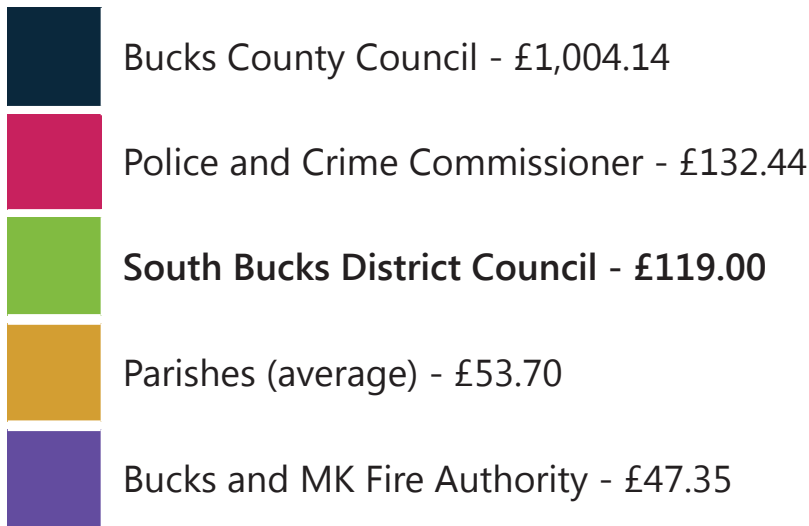 Bucks County Council - £1,004.14
Police and Crime Commissioner - £132.44
South Bucks District Council - £119.00
Parishes (average) - £53.70
Bucks and MK Fire Authority - £47.35